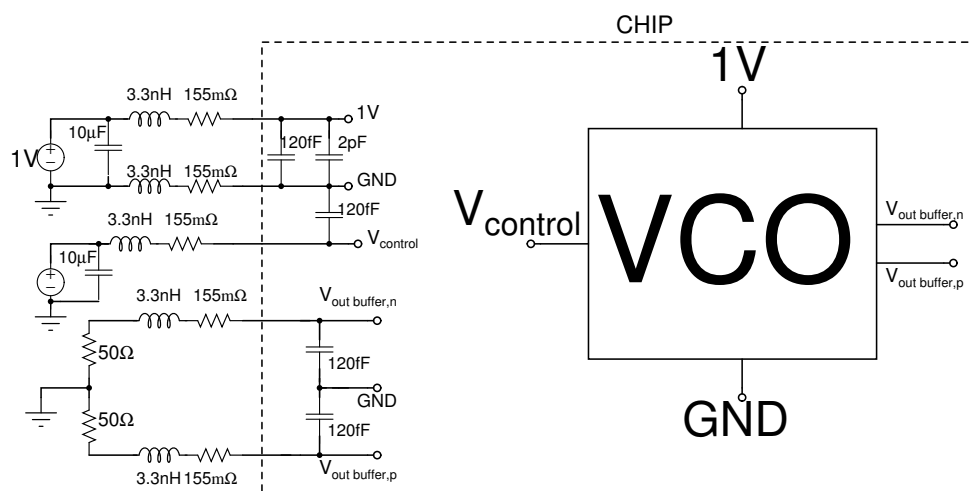 CHIP
1V
3.3nH 155mΩ
1V
10μF
120fF
2pF
1V
3.3nH 155mΩ
GND
3.3nH
155mΩ
120fF
Vcontrol
10μF
3.3nH 155mΩ
Vout buffer,n
50Ω
120fF
GND
50Ω
120fF
3.3nH 155mΩ
Vout buffer,p
Vcontrol
VCO
Vout buffer,n
Vout buffer,p
GND